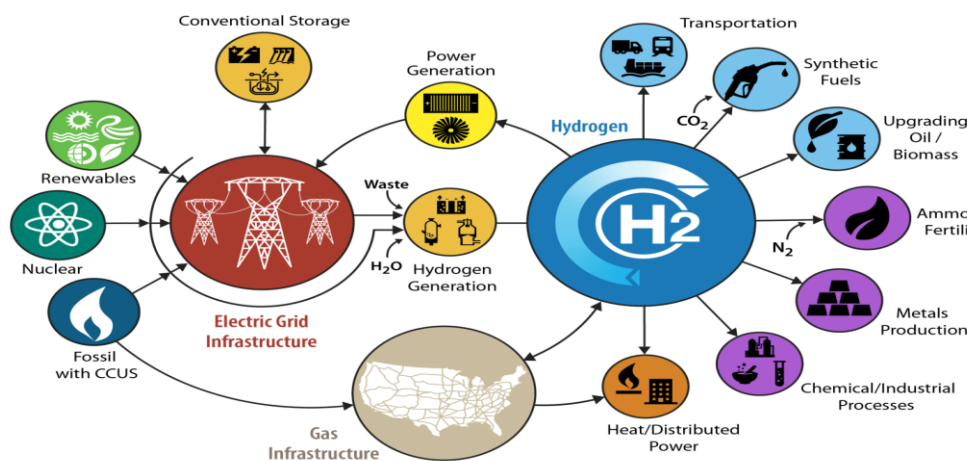 Conventional Storage
Transportation
Power
Generation
Synthetic
Fuels
CO2
Hydrogen
Upgrading
Oil /
Biomass
Renewables
Waste
H2
N2
Nuclear
H2O
Hydrogen
Generation
Metals
Production
Electric Grid
Infrastructure
Fossil
with CCUS
Chemical/Industrial
Processes
Gas
Infrastructure
Heat/Distributed
Power